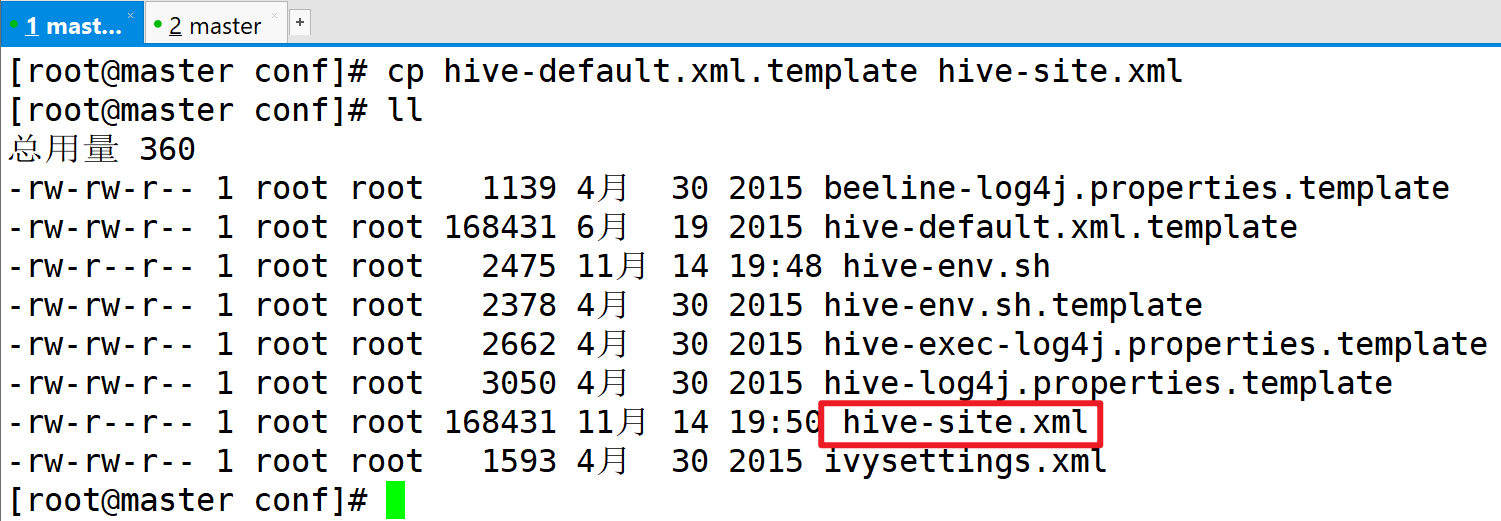 1 mast... × 2 master × +
[root@master conf]# cp hive-default.xml.template hive-site.xml
[root@master conf]# ll
总用量 360
-rw-rw-r-- 1 root root   1139 4月  30 2015 beeline-log4j.properties.template
-rw-rw-r-- 1 root root 168431 6月  19 2015 hive-default.xml.template
-rw-r--r-- 1 root root   2475 11月 14 19:48 hive-env.sh
-rw-rw-r-- 1 root root   2378 4月  30 2015 hive-env.sh.template
-rw-rw-r-- 1 root root   2662 4月  30 2015 hive-exec-log4j.properties.template
-rw-rw-r-- 1 root root   3050 4月  30 2015 hive-log4j.properties.template
-rw-r--r-- 1 root root 168431 11月 14 19:50 hive-site.xml
-rw-rw-r-- 1 root root   1593 4月  30 2015 ivysettings.xml
[root@master conf]#